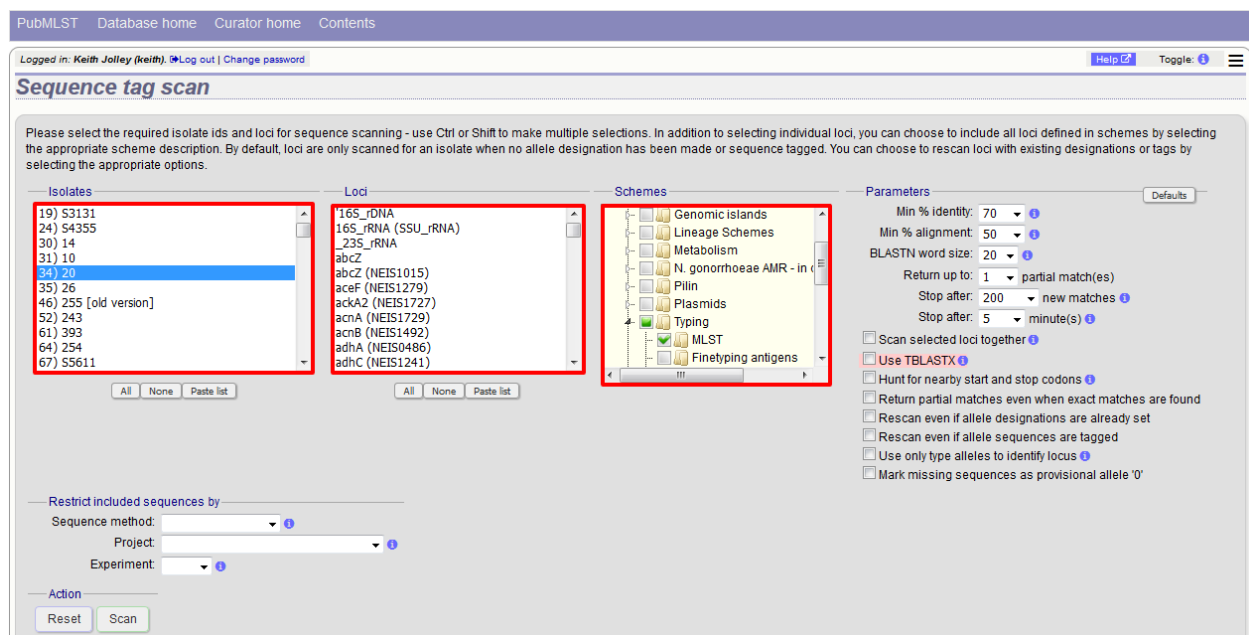 PubMLST Database home Curator home Contents
Logged in: Keith Jolley (keith). Log out | Change password
Help
Toggle:
Sequence tag scan
Please select the required isolate ids and loci for sequence scanning - use Ctrl or Shift to make multiple selections. In addition to selecting individual loci, you can choose to include all loci defined in schemes by selecting
the appropriate scheme description. By default, loci are only scanned for an isolate when no allele designation has been made or sequence tagged. You can choose to rescan loci with existing designations or tags by
selecting the appropriate options.
Isolates
19) S3131
24) S4355
30) 14
31) 10
34) 20
35) 26
46) 255 [old version]
52) 243
61) 393
64) 254
67) S5611
All None Paste list
Loci
'16S_rDNA
16S_rRNA (SSU_rRNA)
_23S_rRNA
abcZ
abcZ (NEIS1015)
aceF (NEIS1279)
ackA2 (NEIS1727)
acnA (NEIS1729)
acnB (NEIS1492)
adhA (NEIS0486)
adhC (NEIS1241)
All None Paste list
Schemes
Genomic islands
Lineage Schemes
Metabolism
N. gonorrhoeae AMR - in
Pilin
Plasmids
Typing
MLST
Finetyping antigens
Parameters
Defaults
Min % identity: 70
Min % alignment: 50
BLASTN word size: 20
Return up to: 1 partial match(es)
Stop after: 200 new matches
Stop after: 5 minute(s)
Scan selected loci together
Use TBLASTX
Hunt for nearby start and stop codons
Return partial matches even when exact matches are found
Rescan even if allele designations are already set
Rescan even if allele sequences are tagged
Use only type alleles to identify locus
Mark missing sequences as provisional allele '0'
Restrict included sequences by
Sequence method:
Project:
Experiment:
Action
Reset Scan